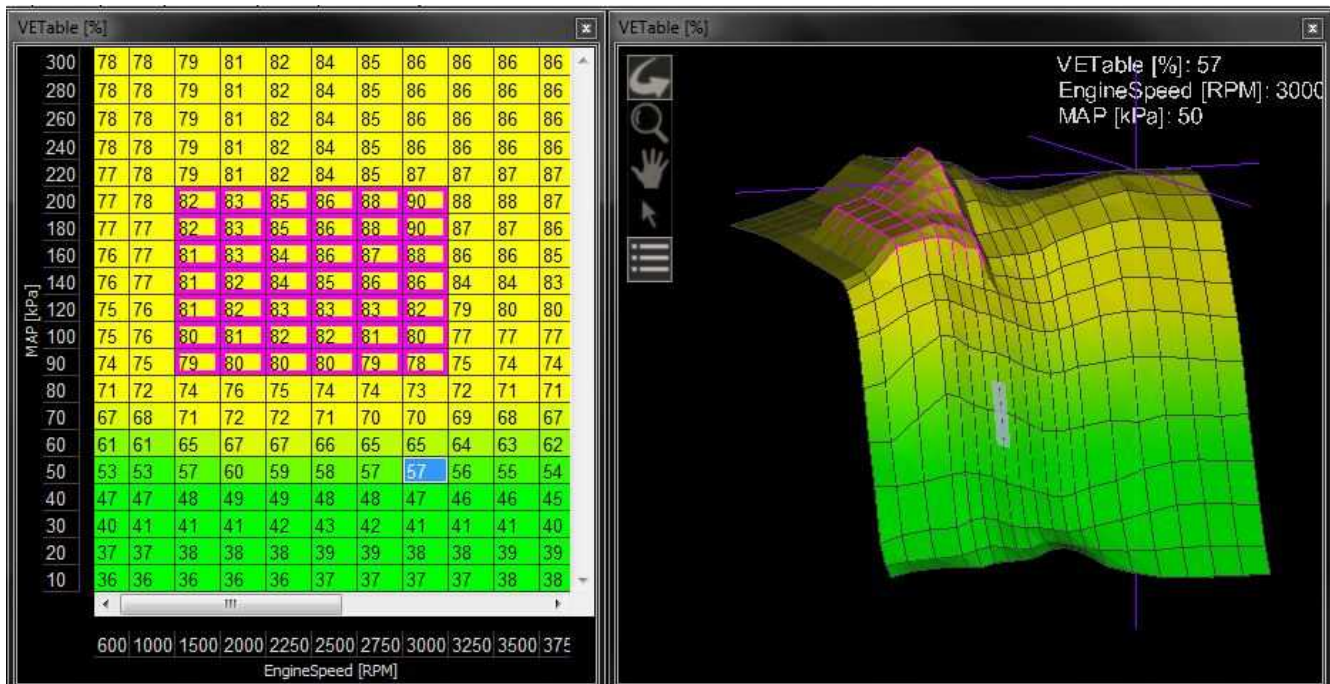 VETable [%]
300 78 78 79 81 82 84 85 86 86 86 86
280 78 78 79 81 82 84 85 86 86 86 86
260 78 78 79 81 82 84 85 86 86 86 86
240 78 78 79 81 82 84 85 86 86 86 86
220 77 78 79 81 82 84 85 87 87 87 87
200 77 78 82 83 85 86 88 90 88 88 87
180 77 77 82 83 85 86 88 90 87 87 86
160 76 77 81 83 84 86 87 88 86 86 85
140 76 77 81 82 84 85 86 86 84 84 83
120 75 76 81 82 83 83 83 82 79 80 80
100 75 76 80 81 82 82 81 80 77 77 77
90 74 75 79 80 80 80 79 78 75 74 74
80 71 72 74 76 75 74 74 73 72 71 71
70 67 68 71 72 72 71 70 70 69 68 67
60 61 61 65 67 67 66 65 65 64 63 62
50 53 53 57 60 59 58 57 57 56 55 54
40 47 47 48 49 49 48 48 47 46 46 45
30 40 41 41 41 42 43 42 41 41 41 40
20 37 37 38 38 38 39 39 38 38 39 39
10 36 36 36 36 36 37 37 37 37 38 38
MAP [kPa]
600 1000 1500 2000 2250 2500 2750 3000 3250 3500 375
EngineSpeed [RPM]
VETable [%]
VETable [%]: 57
EngineSpeed [RPM]: 3000
MAP [kPa]: 50